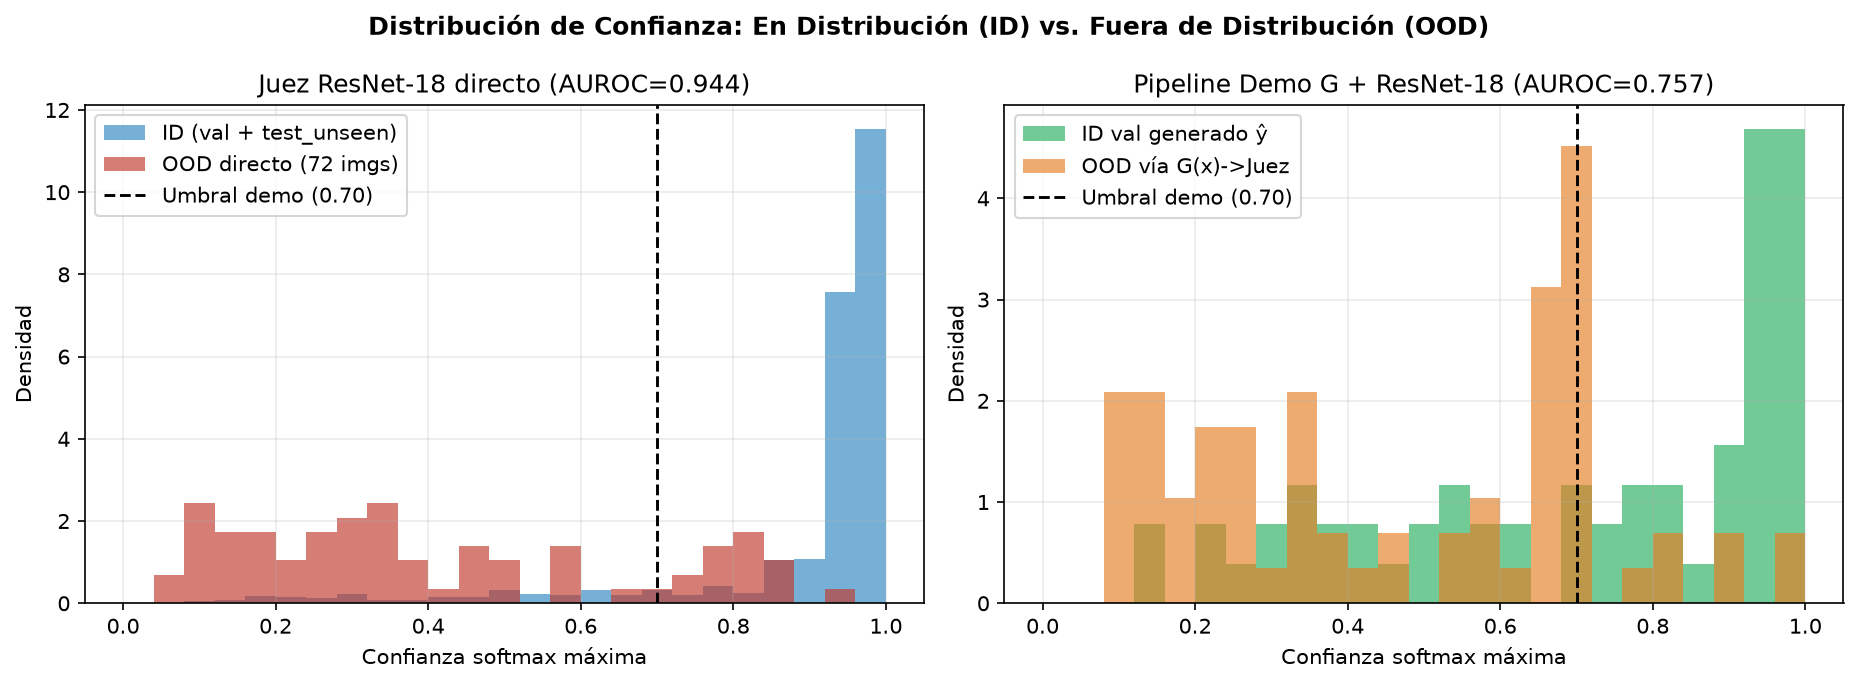 Distribución de Confianza: En Distribución (ID) vs. Fuera de Distribución (OOD)
Juez ResNet-18 directo (AUROC=0.944)
ID (val + test_unseen)
OOD directo (72 imgs)
Umbral demo (0.70)
Densidad
12
10
8
6
4
2
0
0.0 0.2 0.4 0.6 0.8 1.0
Confianza softmax máxima
Pipeline Demo G + ResNet-18 (AUROC=0.757)
ID val generado ŷ
OOD vía G(x)->Juez
Umbral demo (0.70)
Densidad
4
3
2
1
0
0.0 0.2 0.4 0.6 0.8 1.0
Confianza softmax máxima